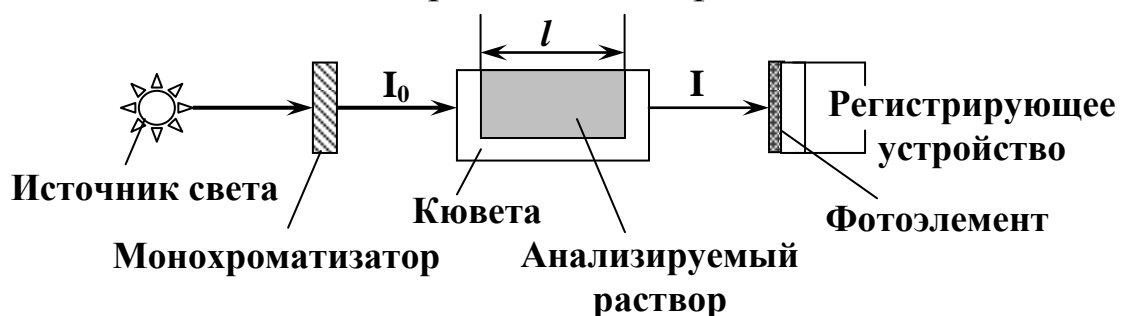 l
I₀
I
Регистрирующее
устройство
Источник света
Кювета
Фотоэлемент
Монохроматизатор
Анализируемый
раствор